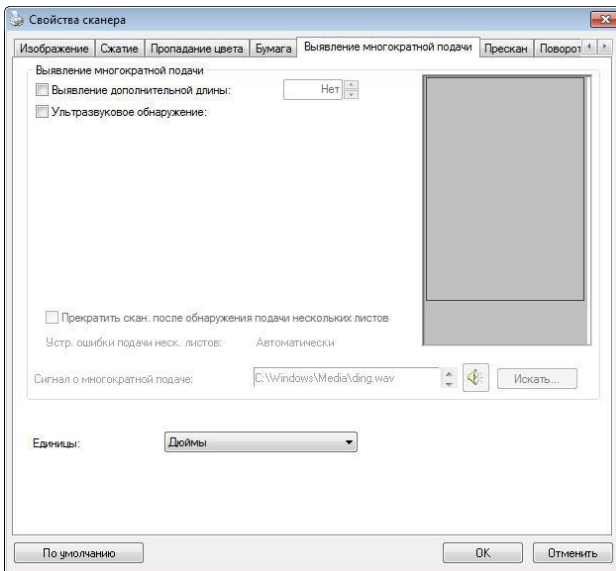 Свойства сканера
Изображение Сжатие Пропадание цвета Бумага Выявление многократной подачи Прескан Поворот
Выявление многократной подачи
Выявление дополнительной длины: Нет
Ультразвуковое обнаружение:
Прекратить скан. после обнаружения подачи нескольких листов
Устр. ошибки подачи неск. листов: Автоматически
Сигнал о многократной подаче: C:\Windows\Media\ding.wav Искать...
Единицы: Дюймы
По умолчанию OK Отменить